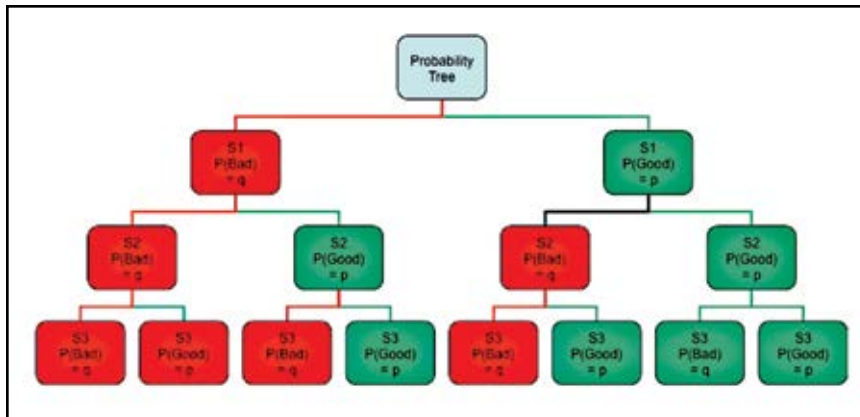 Probability
Tree
S1
P(Bad)
= q
S1
P(Good)
= p
S2
P(Bad)
= q
S2
P(Good)
= p
S2
P(Bad)
= q
S2
P(Good)
= p
S3
P(Bad)
= q
S3
P(Good)
= p
S3
P(Bad)
= q
S3
P(Good)
= p
S3
P(Bad)
= q
S3
P(Good)
= p
S3
P(Bad)
= q
S3
P(Good)
= p